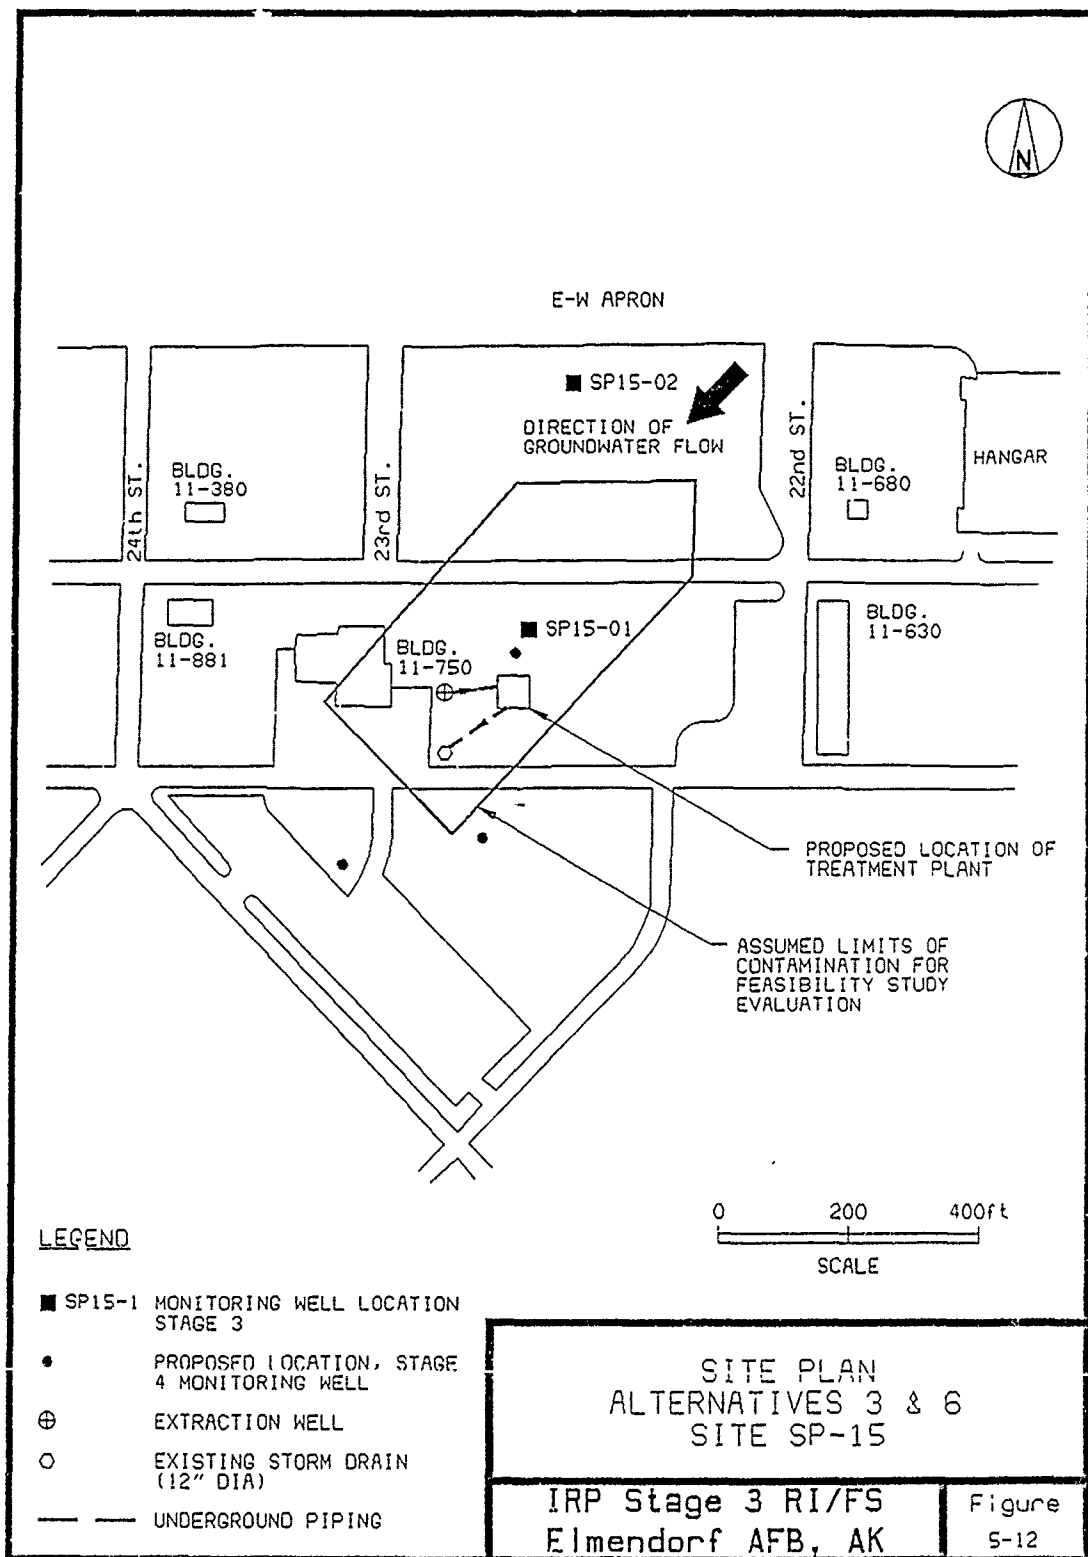 N
E-W APRON
SP15-02
DIRECTION OF
GROUNDWATER FLOW
24th ST.
BLDG.
11-380
23rd ST.
22nd ST.
BLDG.
11-680
HANGAR
BLDG.
11-881
BLDG.
11-750
SP15-01
BLDG.
11-630
PROPOSED LOCATION OF
TREATMENT PLANT
ASSUMED LIMITS OF
CONTAMINATION FOR
FEASIBILITY STUDY
EVALUATION
0 200 400ft
SCALE
LEGEND
SP15-1 MONITORING WELL LOCATION
STAGE 3
PROPOSED LOCATION, STAGE
4 MONITORING WELL
EXTRACTION WELL
EXISTING STORM DRAIN
(12" DIA)
UNDERGROUND PIPING
SITE PLAN
ALTERNATIVES 3 & 6
SITE SP-15
IRP Stage 3 RI/FS
Elmendorf AFB, AK
Figure
5-12